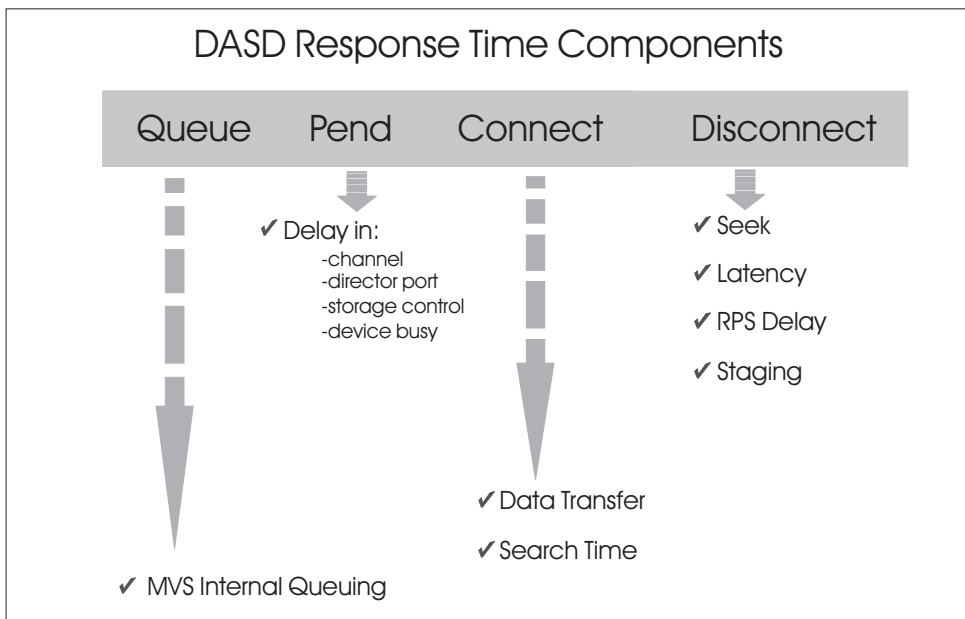 DASD Response Time Components
Queue Pend Connect Disconnect
✓ Delay in:
-channel
-director port
-storage control
-device busy
✓ Seek
✓ Latency
✓ RPS Delay
✓ Staging
✓ Data Transfer
✓ Search Time
✓ MVS Internal Queuing